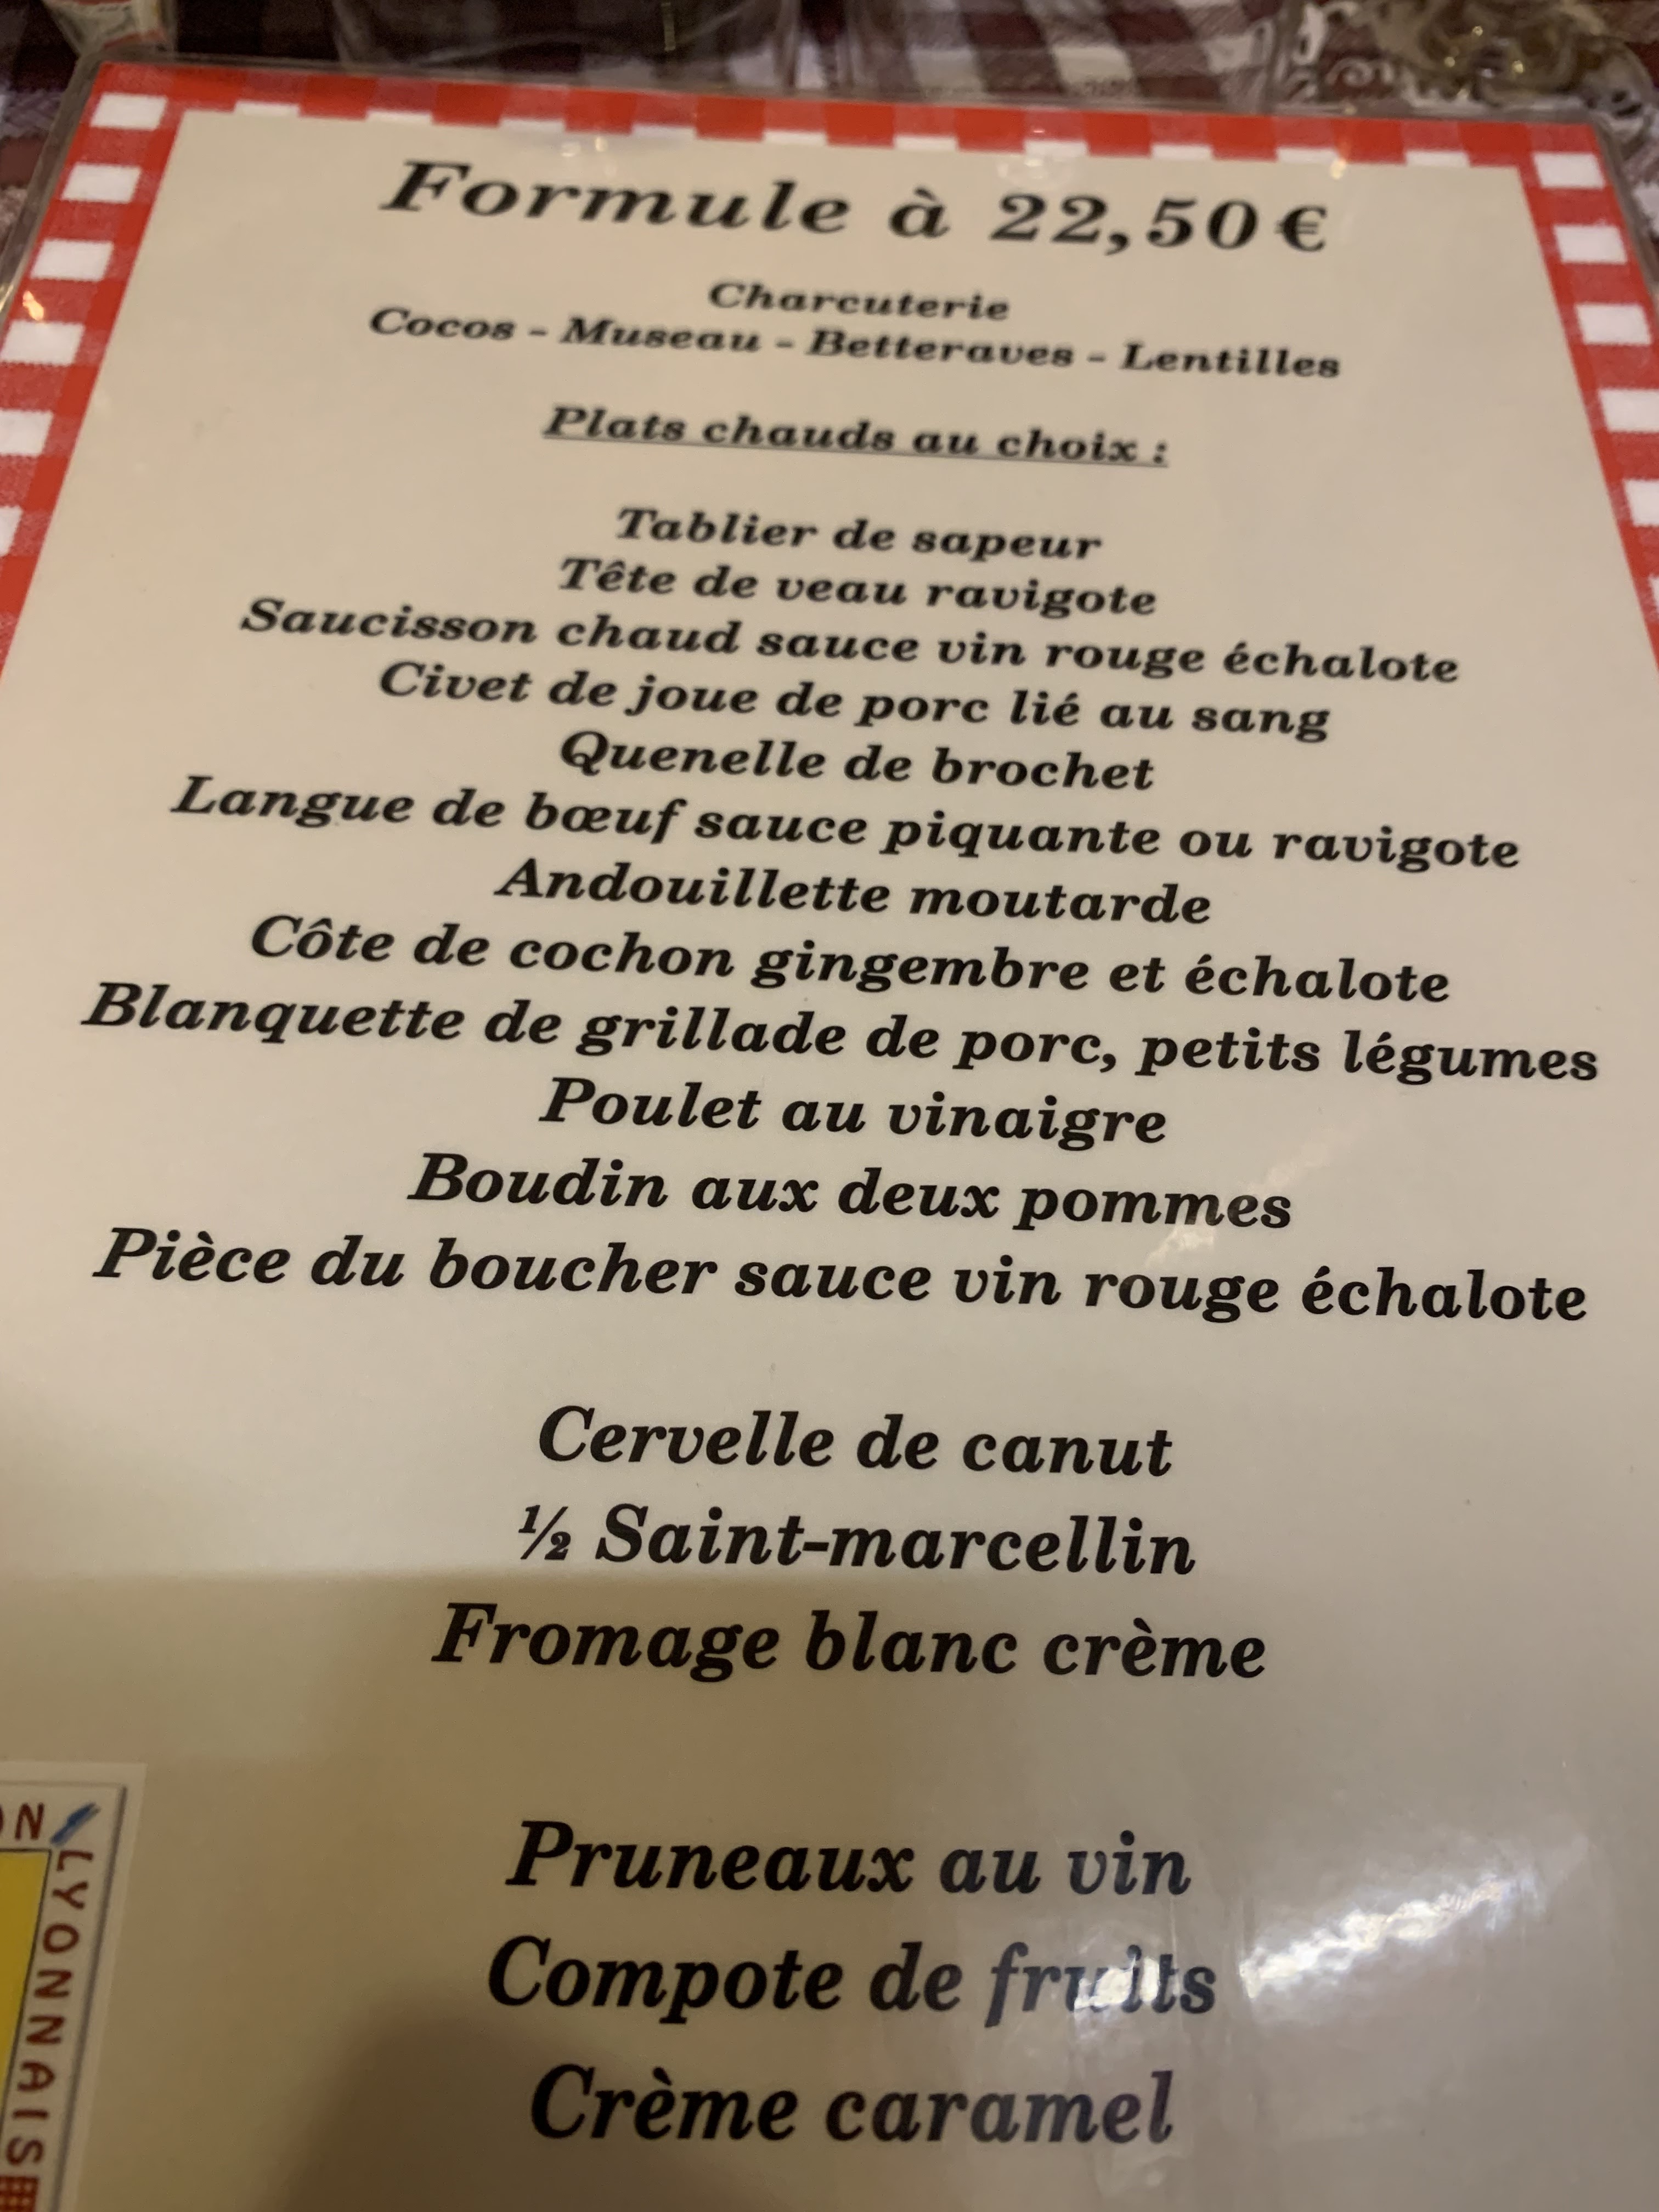 Formule à 22,50€
Charcuterie
Cocos - Museau - Betteraves - Lentilles
Plats chauds au choix :
Tablier de sapeur
Tête de veau ravigote
Saucisson chaud sauce vin rouge échalote
Civet de joue de porc lié au sang
Quenelle de brochet
Langue de bœuf sauce piquante ou ravigote
Andouillette moutarde
Côte de cochon gingembre et échalote
Blanquette de grillade de porc, petits légumes
Poulet au vinaigre
Boudin aux deux pommes
Pièce du boucher sauce vin rouge échalote
Cervelle de canut
½ Saint-marcellin
Fromage blanc crème
Pruneaux au vin
Compote de fruits
Crème caramel
LYONNAIS